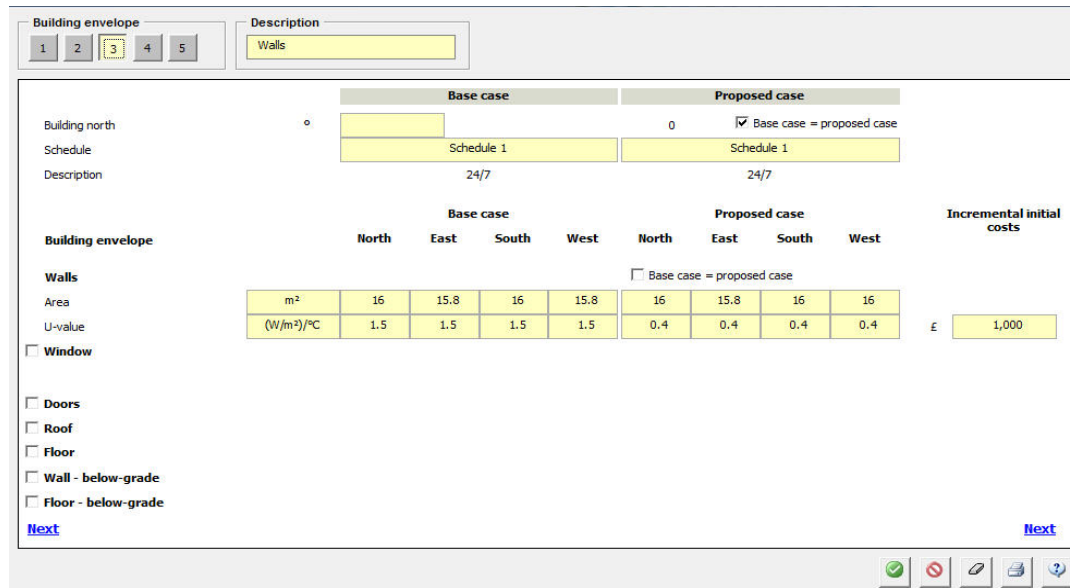 Building envelope Description
1 2 3 4 5 Walls
Base case Proposed case
Building north ° 0 Base case = proposed case
Schedule Schedule 1 Schedule 1
Description 24/7 24/7
Base case Proposed case Incremental initial
costs
Building envelope North East South West North East South West
Walls Base case = proposed case
Area m² 16 15.8 16 15.8 16 15.8 16 16
U-value (W/m²)/°C 1.5 1.5 1.5 1.5 0.4 0.4 0.4 0.4 £ 1,000
Window
Doors
Roof
Floor
Wall - below-grade
Floor - below-grade
Next Next